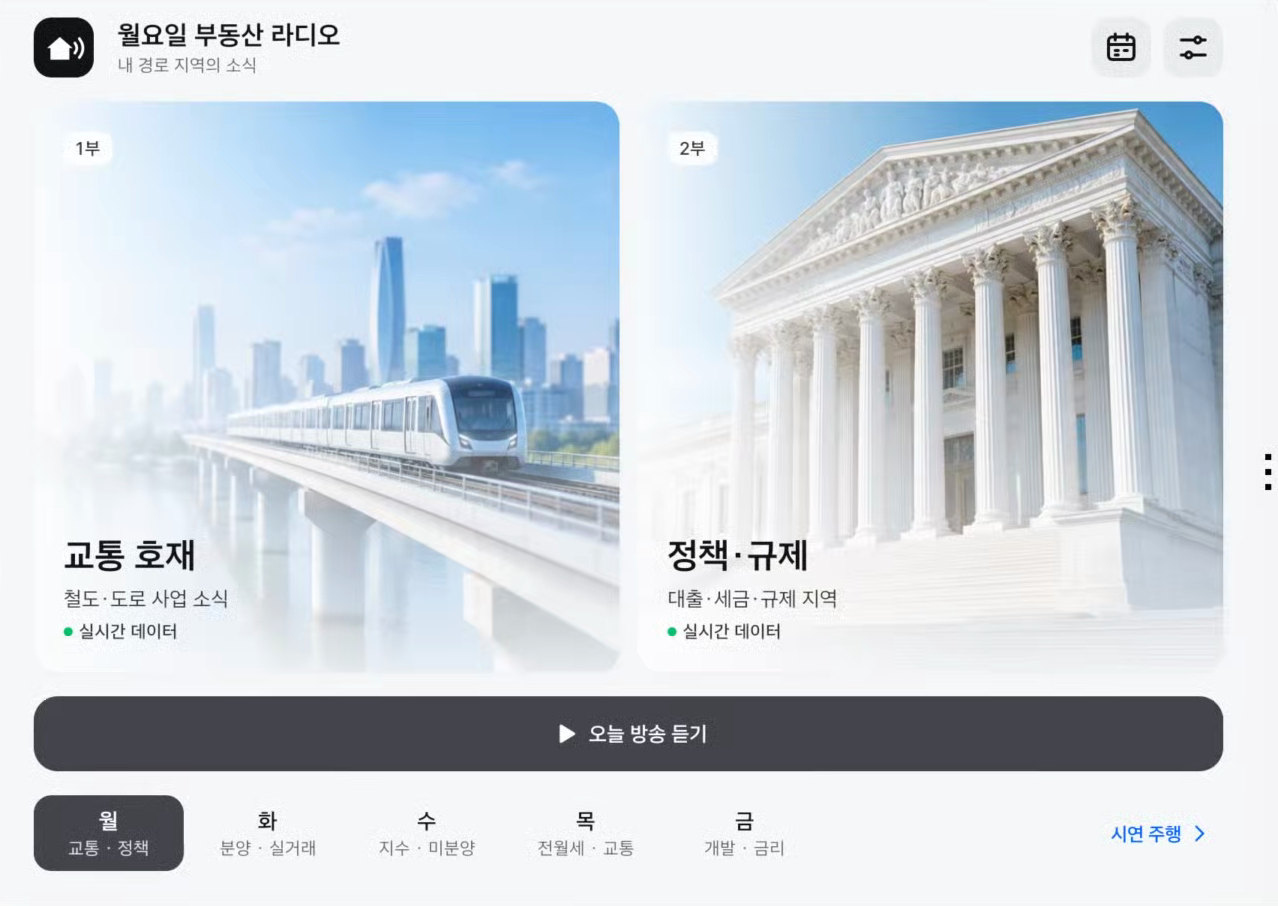 월요일 부동산 라디오
내 경로 지역의 소식
1부
교통 호재
철도·도로 사업 소식
실시간 데이터
2부
정책·규제
대출·세금·규제 지역
실시간 데이터
오늘 방송 듣기
월
교통 · 정책
화
분양 · 실거래
수
지수 · 미분양
목
전월세 · 교통
금
개발 · 금리
시연 주행